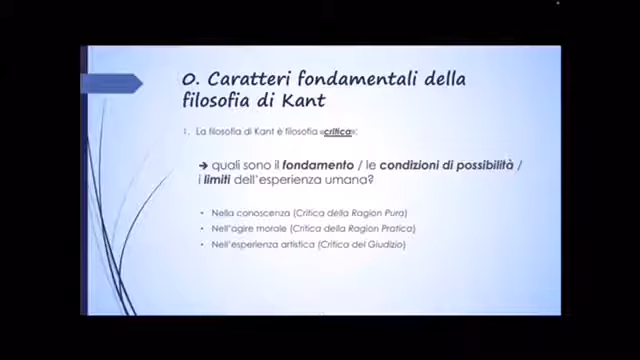 0. Caratteri fondamentali della
filosofia di Kant
1. La filosofia di Kant è filosofia «critica»:
➔ quali sono il fondamento / le condizioni di possibilità /
i limiti dell'esperienza umana?
• Nella conoscenza (Critica della Ragion Pura)
• Nell'agire morale (Critica della Ragion Pratica)
• Nell'esperienza artistica (Critica del Giudizio)